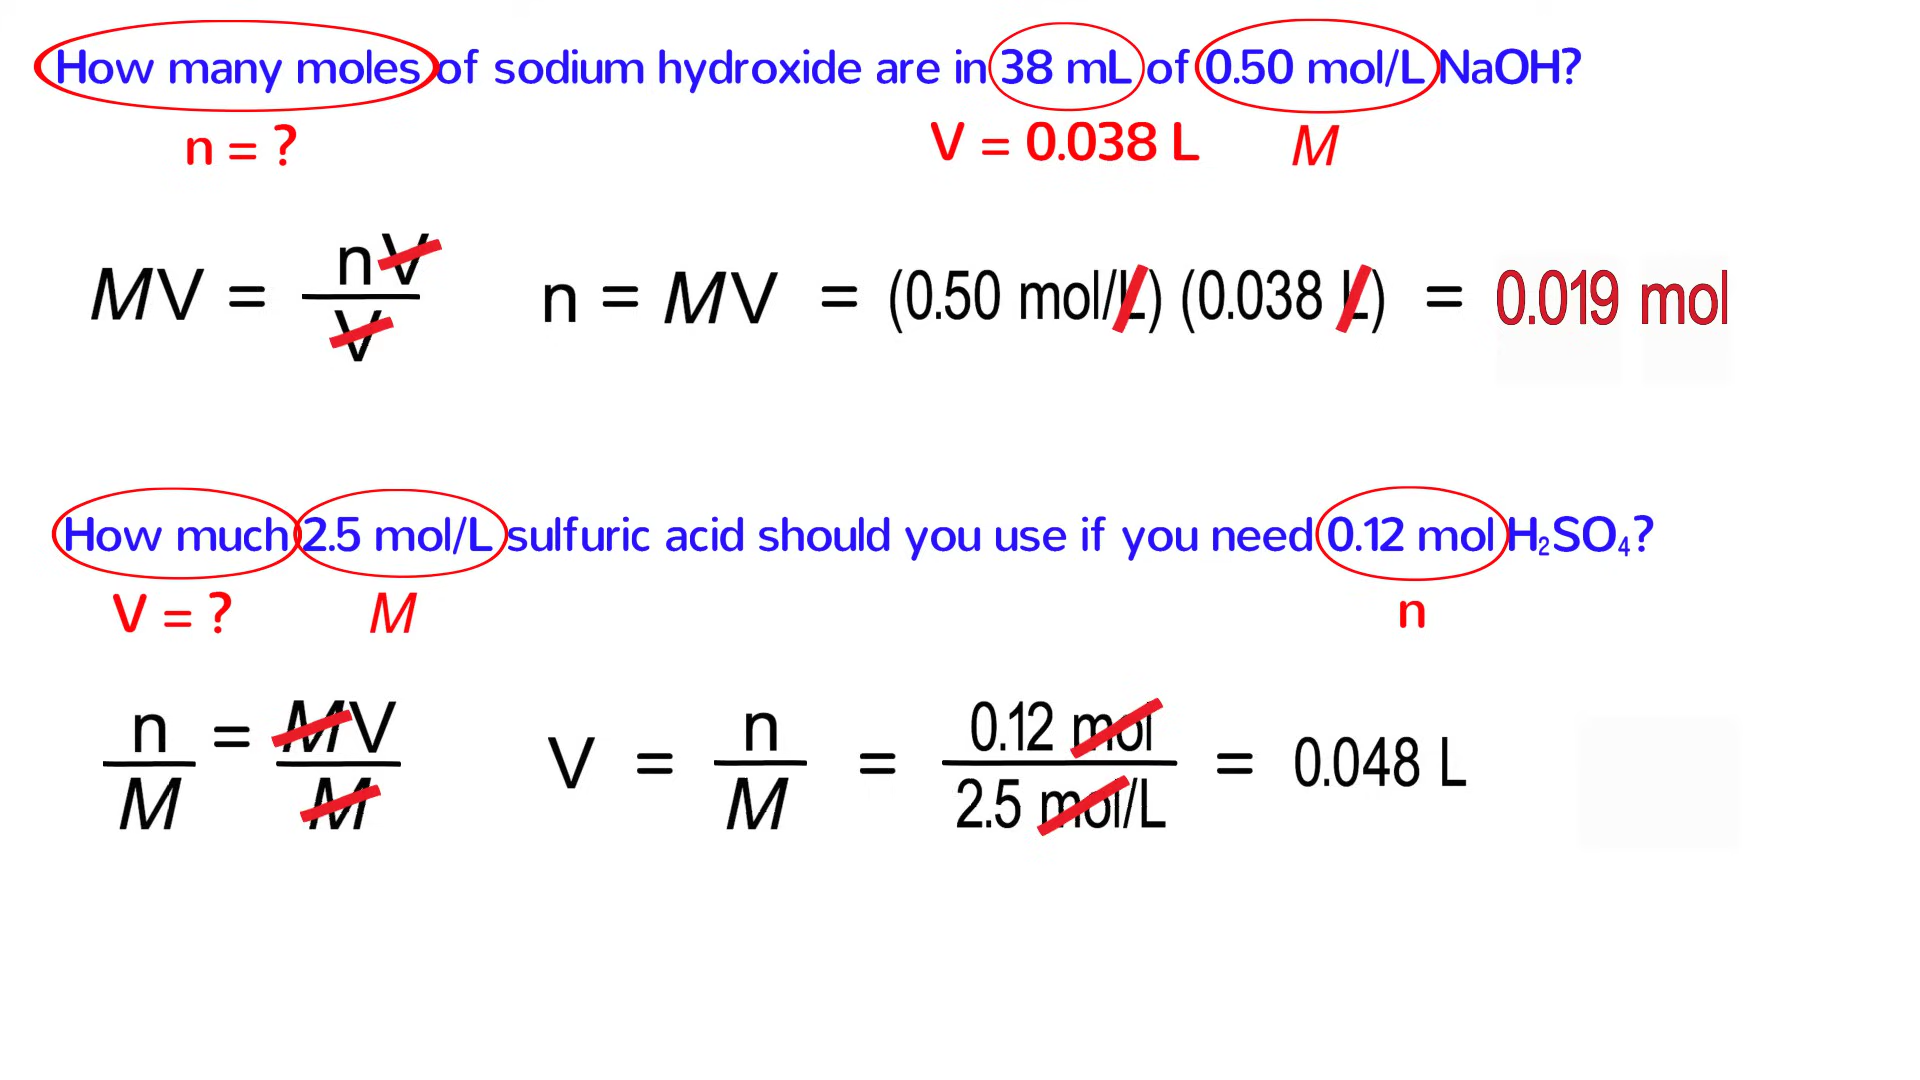 How many moles of sodium hydroxide are in 38 mL of 0.50 mol/L NaOH?
n = ? V = 0.038 L M
MV = nV / V n = MV = (0.50 mol/L) (0.038 L) = 0.019 mol
How much 2.5 mol/L sulfuric acid should you use if you need 0.12 mol H₂SO₄?
V = ? M n
n / M = MV / M V = n / M = 0.12 mol / 2.5 mol/L = 0.048 L